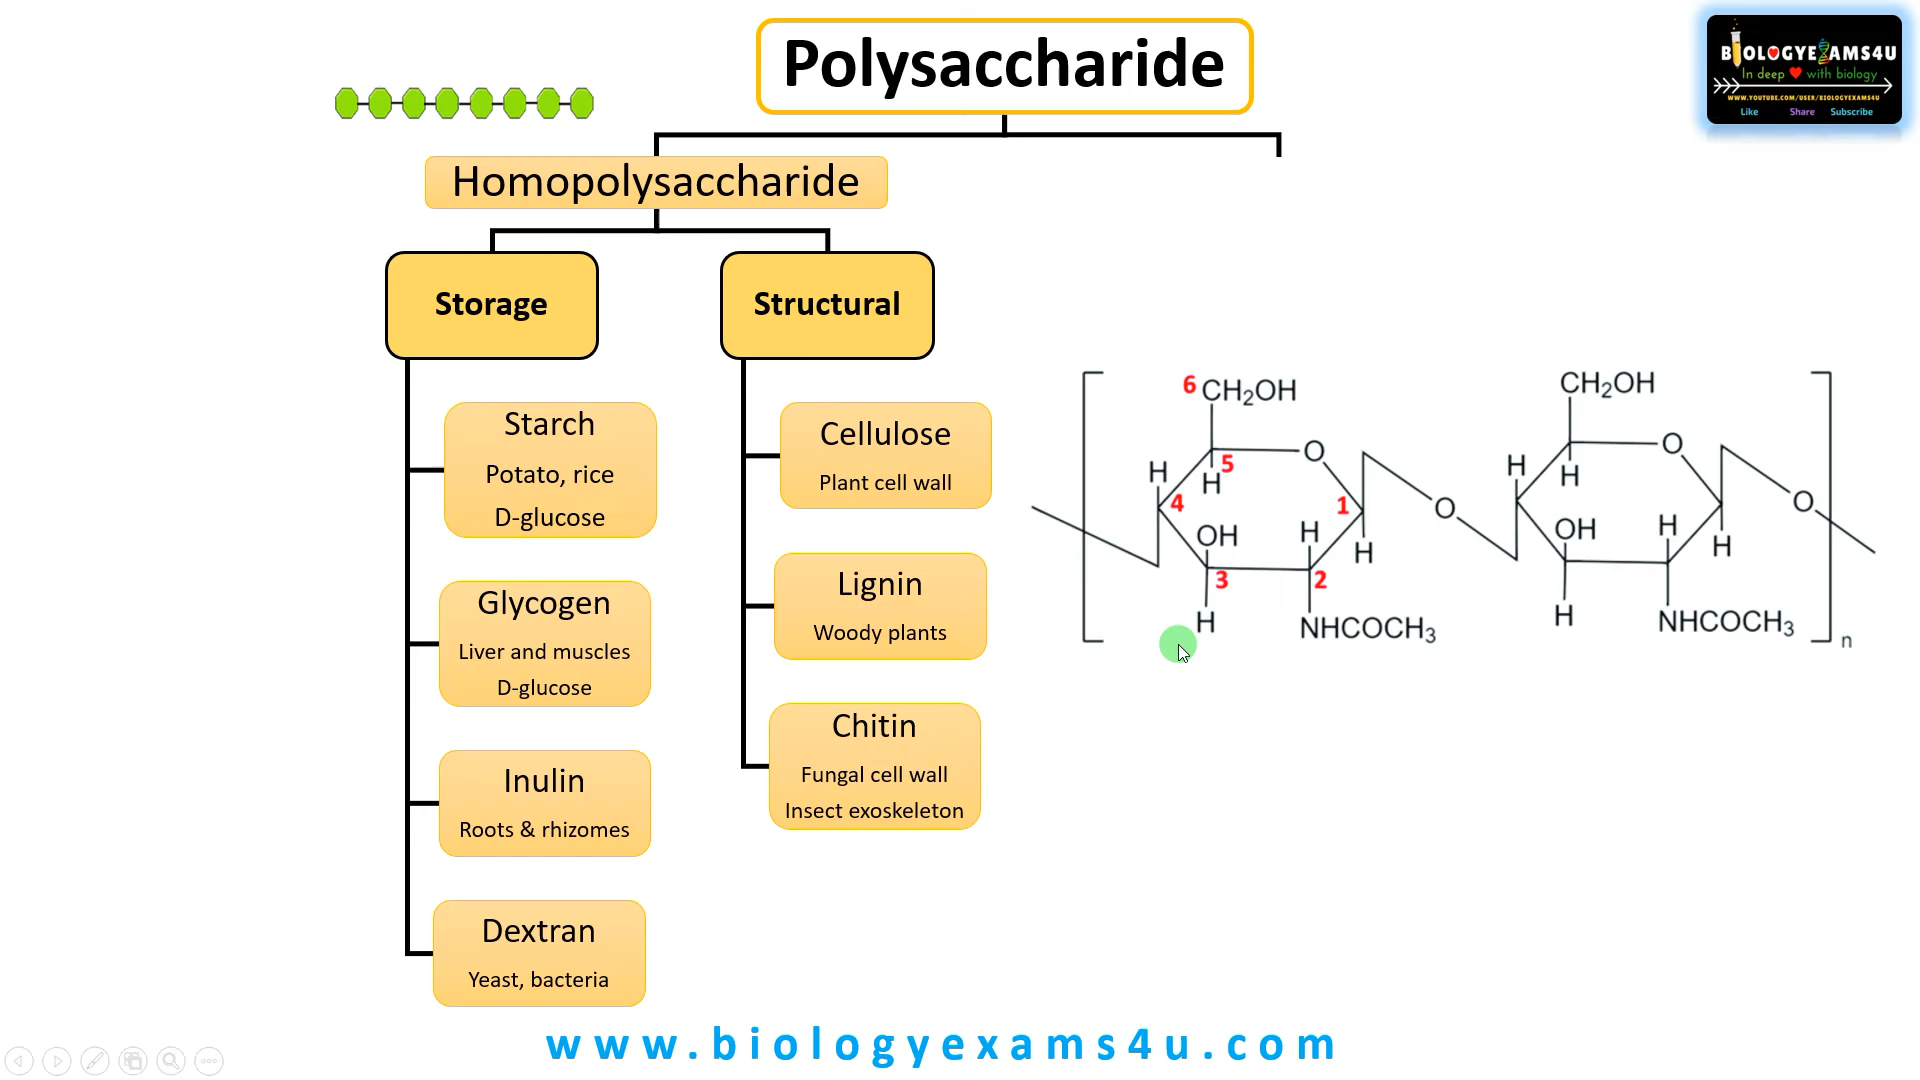 Polysaccharide
BIOLOGYEXAMS4U
In deep with biology
WWW.YOUTUBE.COM/USER/BIOLOGYEXAMS4U
Like Share Subscribe
Homopolysaccharide
Storage
Structural
Starch
Potato, rice
D-glucose
Glycogen
Liver and muscles
D-glucose
Inulin
Roots & rhizomes
Dextran
Yeast, bacteria
Cellulose
Plant cell wall
Lignin
Woody plants
Chitin
Fungal cell wall
Insect exoskeleton
6 CH₂OH CH₂OH
O O
5
H H H H
4 1 O O
OH H H OH H H
3 2
H NHCOCH₃ H NHCOCH₃
n
www.biologyexams4u.com